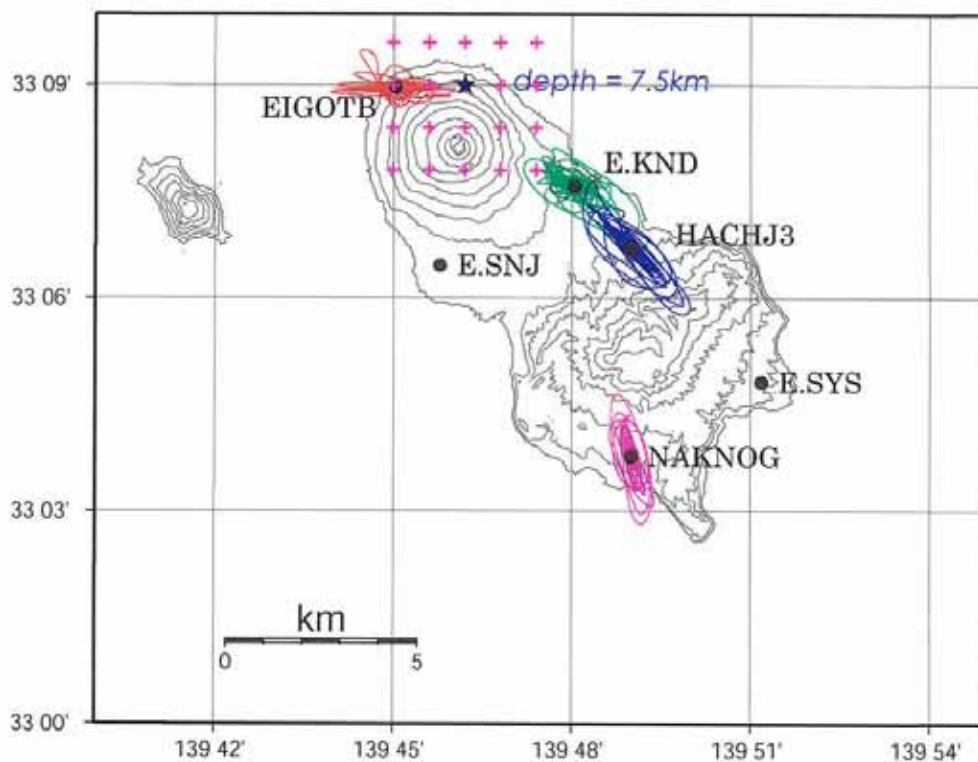 33 09'
depth = 7.5km
EIGOTB
E.KND
HACHJ3
E.SNJ
33 06'
E.SYS
NAKNOG
33 03'
km
0 5
33 00'
139 42' 139 45' 139 48' 139 51' 139 54'